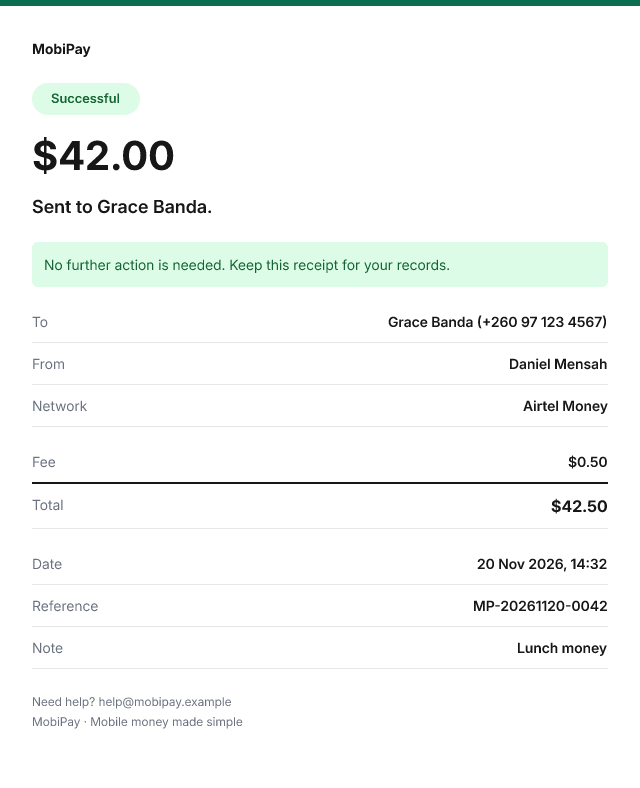 MobiPay
Successful
$42.00
Sent to Grace Banda.
No further action is needed. Keep this receipt for your records.
To Grace Banda (+260 97 123 4567)
From Daniel Mensah
Network Airtel Money
Fee $0.50
Total $42.50
Date 20 Nov 2026, 14:32
Reference MP-20261120-0042
Note Lunch money
Need help? help@mobipay.example
MobiPay · Mobile money made simple